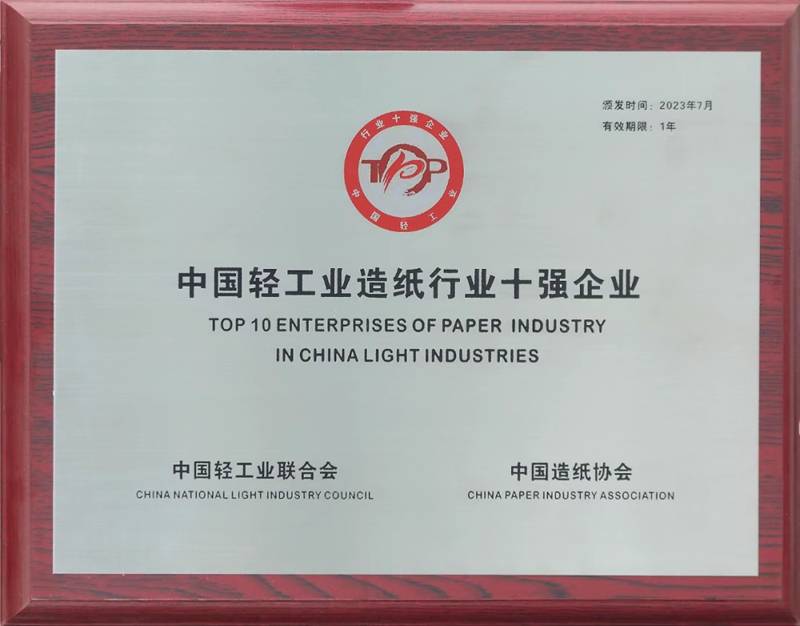 颁发时间：2023年7月
有效期限：1年
行业十强企业
TOP
中国轻工业
中国轻工业造纸行业十强企业
TOP 10 ENTERPRISES OF PAPER INDUSTRY
IN CHINA LIGHT INDUSTRIES
中国轻工业联合会
CHINA NATIONAL LIGHT INDUSTRY COUNCIL
中国造纸协会
CHINA PAPER INDUSTRY ASSOCIATION